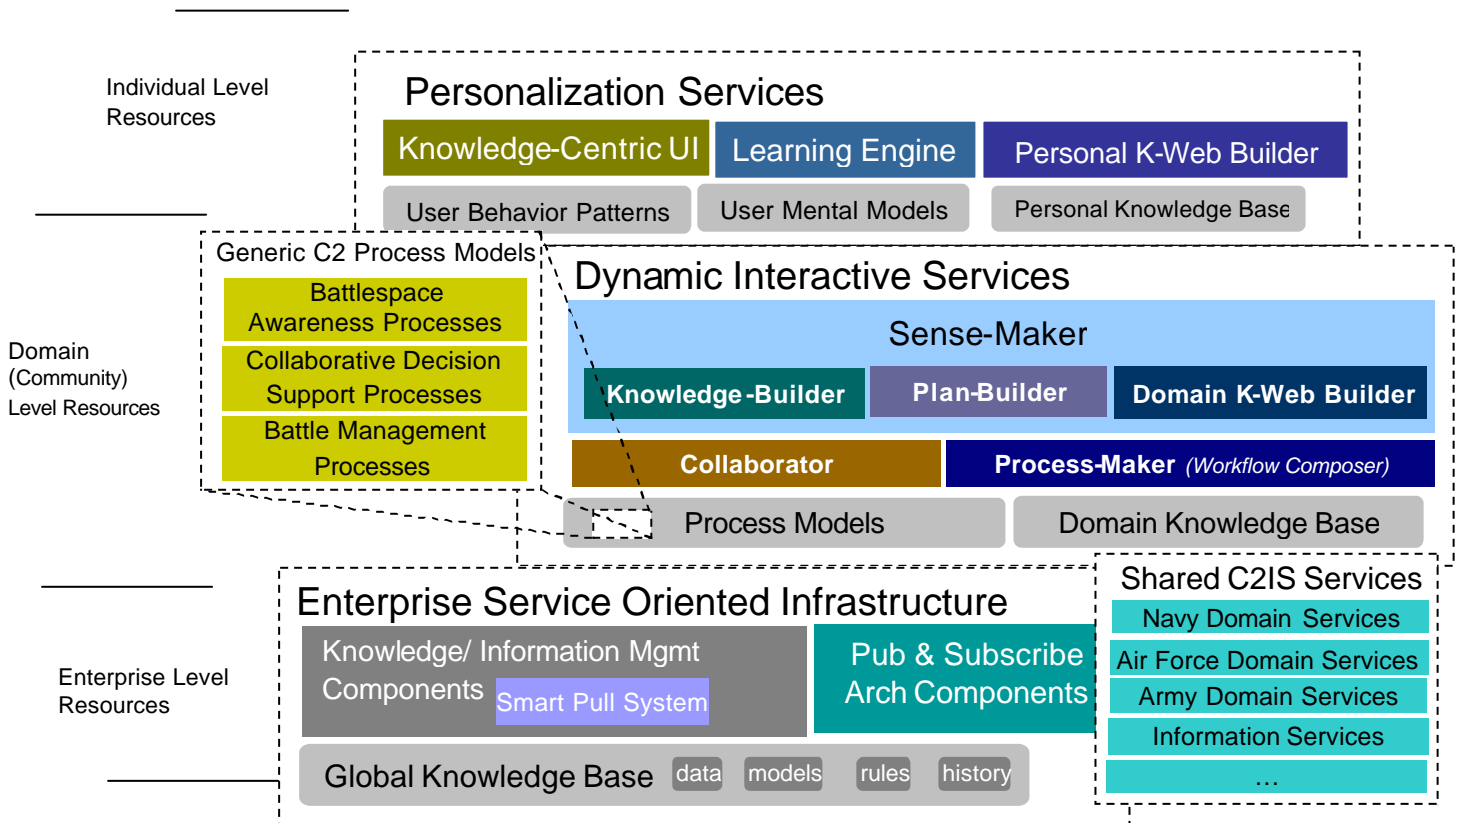 Individual Level
Resources
Personalization Services
Knowledge-Centric UI
Learning Engine
Personal K-Web Builder
User Behavior Patterns
User Mental Models
Personal Knowledge Base
Domain
(Community)
Level Resources
Generic C2 Process Models
Battlespace
Awareness Processes
Collaborative Decision
Support Processes
Battle Management
Processes
Dynamic Interactive Services
Sense-Maker
Knowledge-Builder
Plan-Builder
Domain K-Web Builder
Collaborator
Process-Maker (Workflow Composer)
Process Models
Domain Knowledge Base
Enterprise Level
Resources
Enterprise Service Oriented Infrastructure
Knowledge/ Information Mgmt
Components
Smart Pull System
Pub & Subscribe
Arch Components
Global Knowledge Base
data
models
rules
history
Shared C2IS Services
Navy Domain Services
Air Force Domain Services
Army Domain Services
Information Services
…